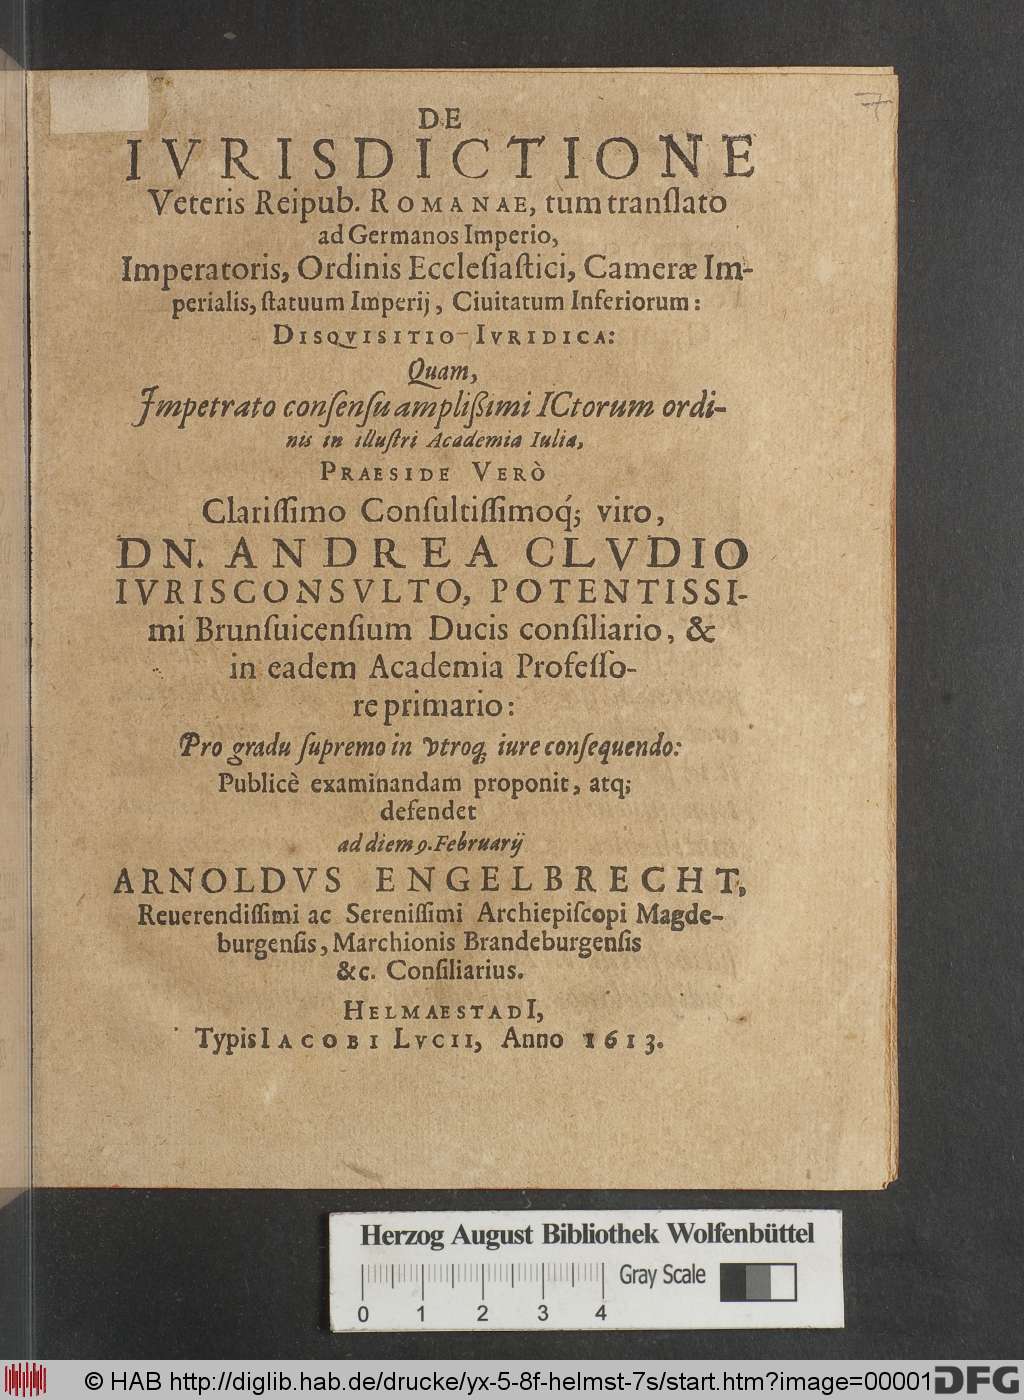 7
DE
IVRISDICTIONE
Veteris Reipub. ROMANAE, tum tranſlato
ad Germanos Imperio,
Imperatoris, Ordinis Eccleſiaſtici, Cameræ Im-
perialis, ſtatuum Imperij, Ciuitatum Inferiorum:
DISQVISITIO IVRIDICA:
Quam,
Impetrato conſenſu amplißimi ICtorum ordi-
nis in illuſtri Academia Iulia,
PRAESIDE VERÒ
Clariſſimo Conſultiſſimoq́; viro,
DN. ANDREA CLVDIO
IVRISCONSVLTO, POTENTISSI-
mi Brunſuicenſium Ducis conſiliario, &
in eadem Academia Profeſſo-
re primario:
Pro gradu ſupremo in vtroq; iure conſequendo:
Publicè examinandam proponit, atq;
defendet
ad diem 9. Februarij
ARNOLDVS ENGELBRECHT,
Reuerendiſſimi ac Sereniſſimi Archiepiſcopi Magde-
burgenſis, Marchionis Brandeburgenſis
&c. Conſiliarius.
HELMAESTADI,
Typis IACOBI LVCII, Anno 1613.
Herzog August Bibliothek Wolfenbüttel
Gray Scale
0 1 2 3 4
© HAB http://diglib.hab.de/drucke/yx-5-8f-helmst-7s/start.htm?image=00001
DFG